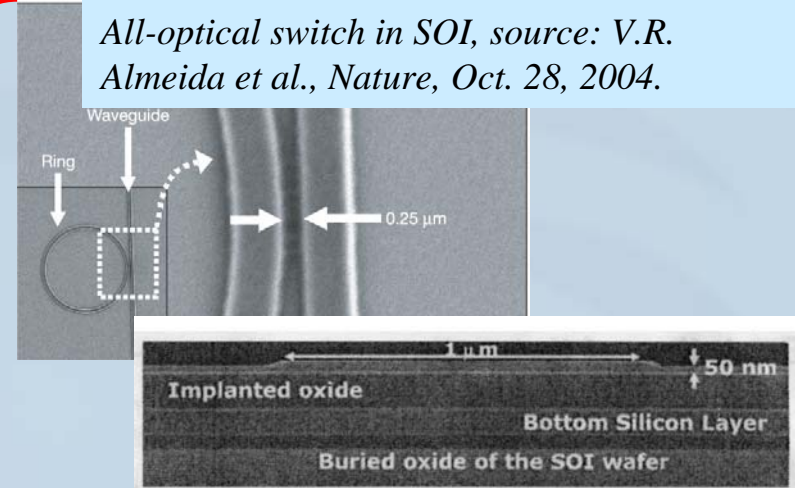 All-optical switch in SOI, source: V.R.
Almeida et al., Nature, Oct. 28, 2004.
Waveguide
Ring
0.25 μm
1 μm
50 nm
Implanted oxide
Bottom Silicon Layer
Buried oxide of the SOI wafer